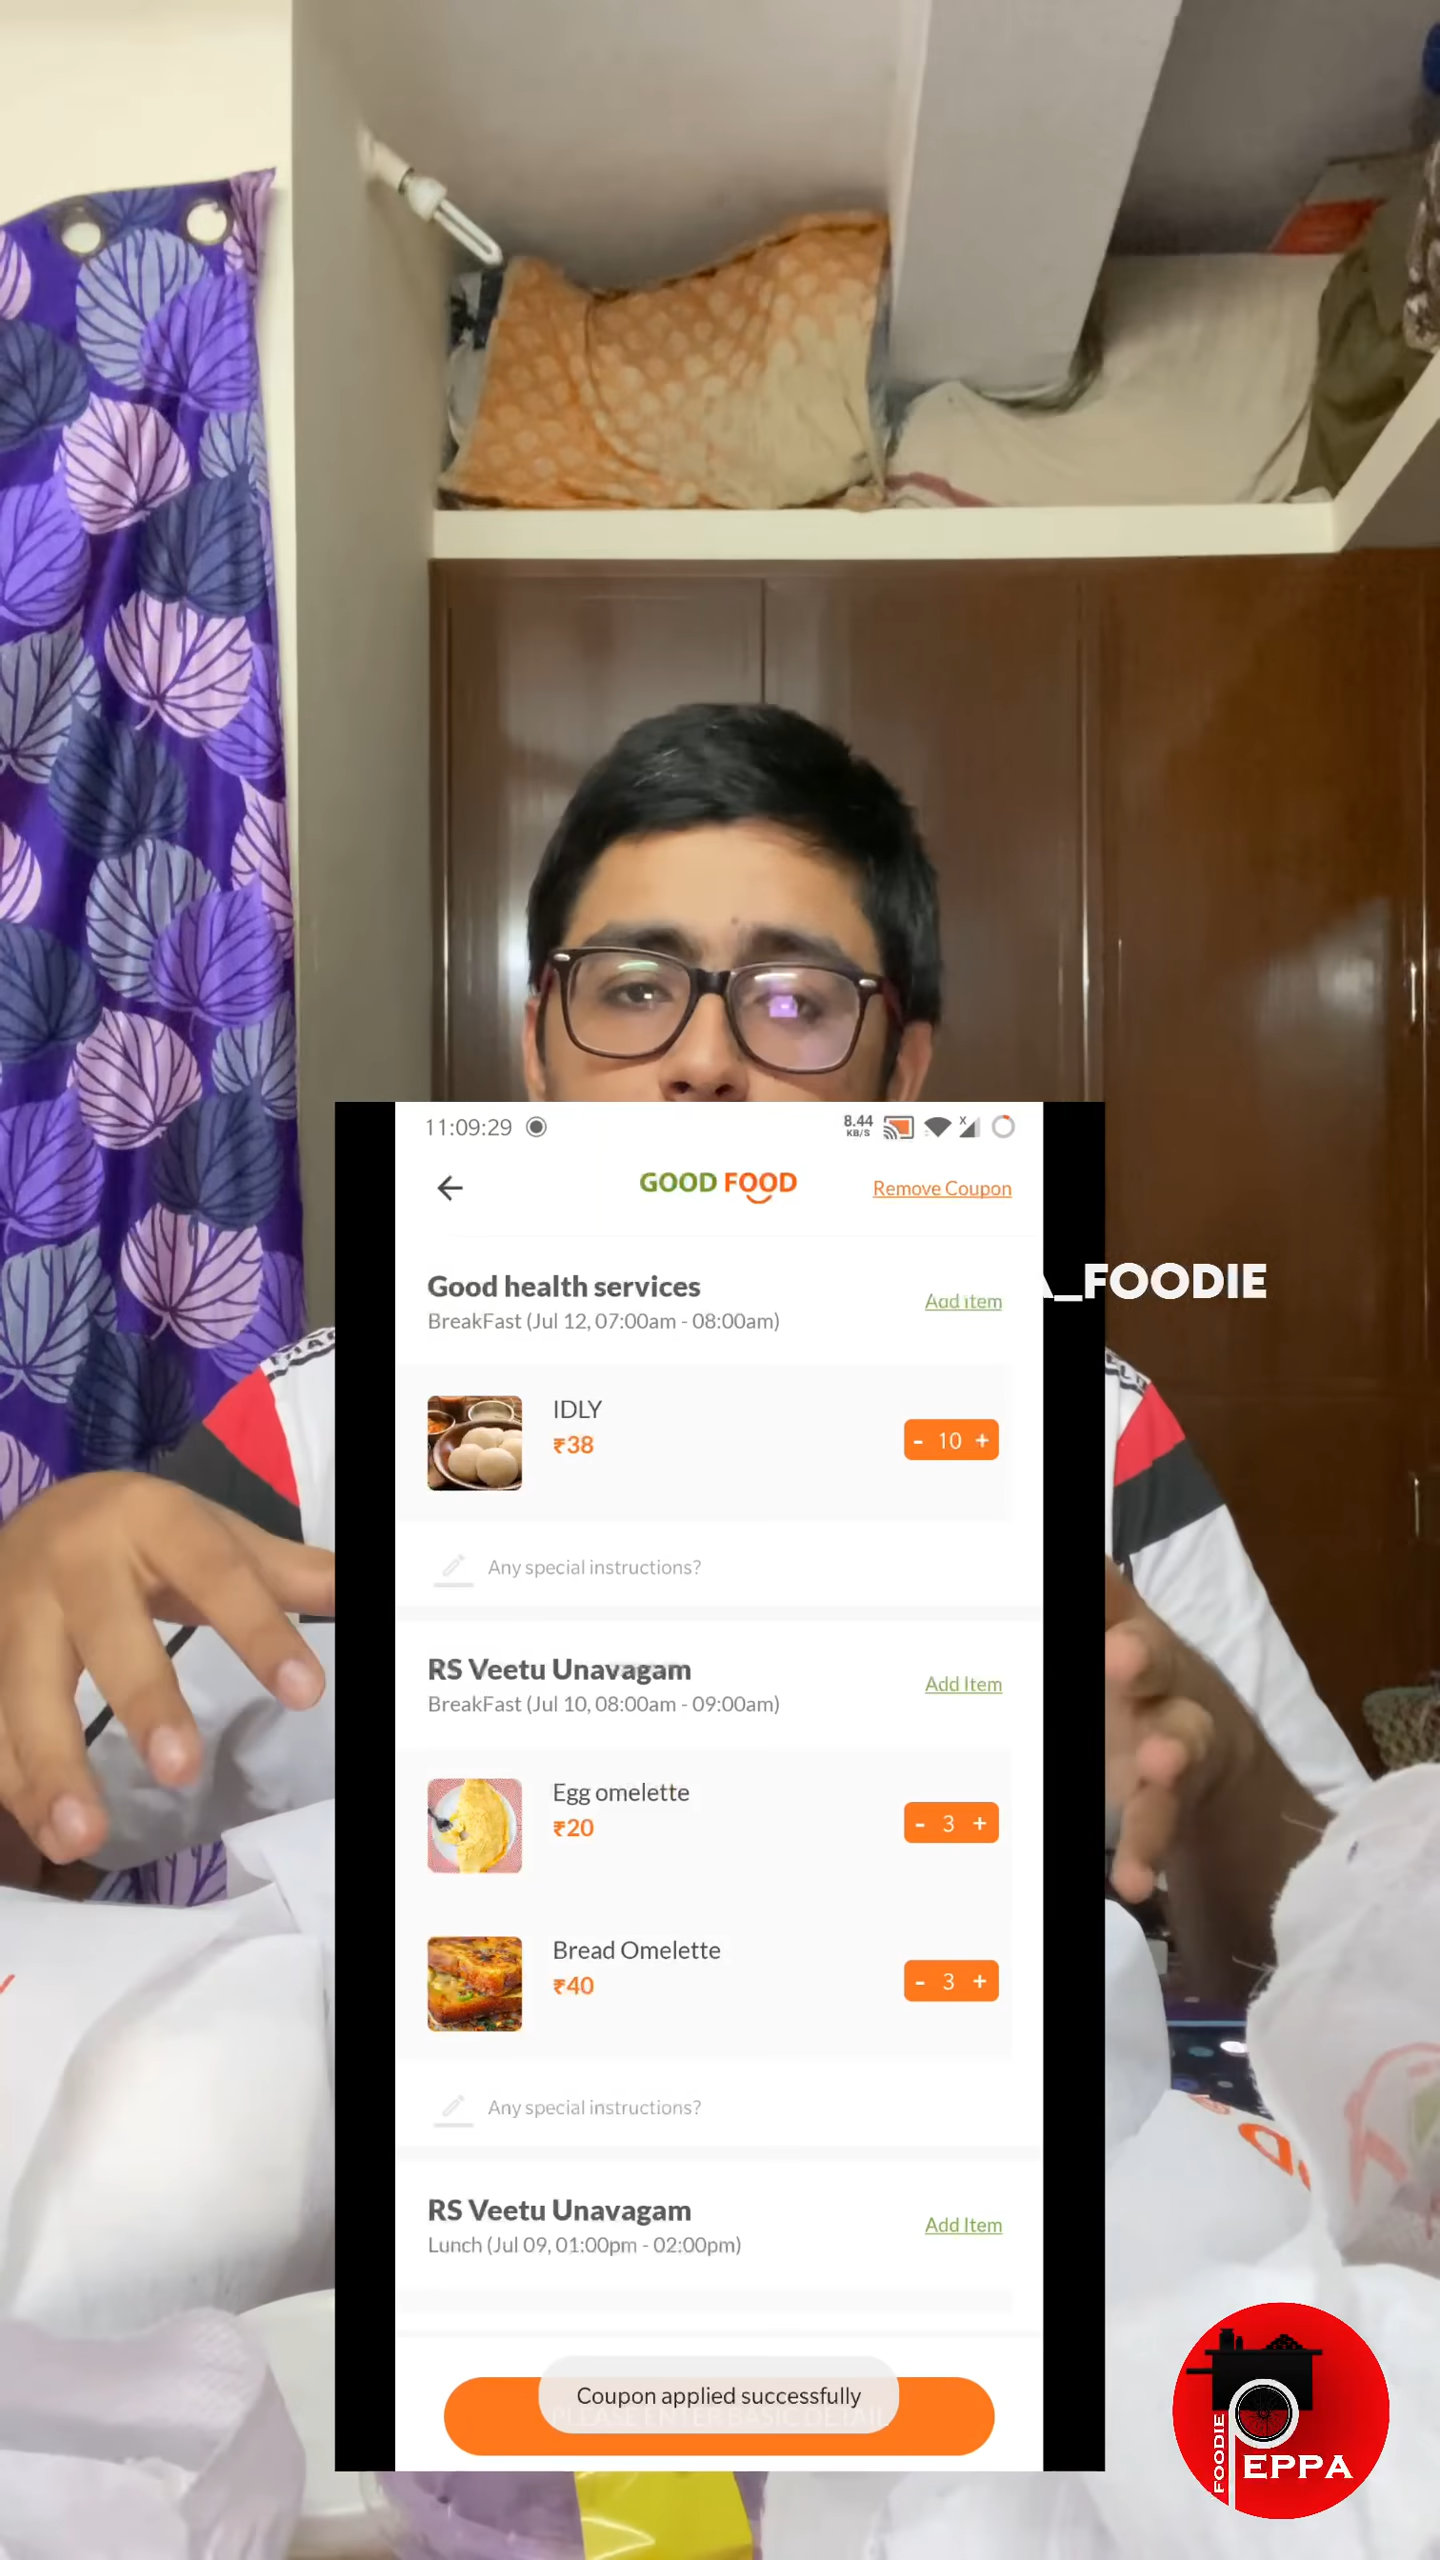 11:09:29
8.44
KB/S
X
GOOD FOOD
Remove Coupon
Good health services
Add item
BreakFast (Jul 12, 07:00am - 08:00am)
_FOODIE
IDLY
₹38
- 10 +
Any special instructions?
RS Veetu Unavagam
Add Item
BreakFast (Jul 10, 08:00am - 09:00am)
Egg omelette
₹20
- 3 +
Bread Omelette
₹40
- 3 +
Any special instructions?
RS Veetu Unavagam
Add Item
Lunch (Jul 09, 01:00pm - 02:00pm)
Coupon applied successfully
FOODIE
PEPPA